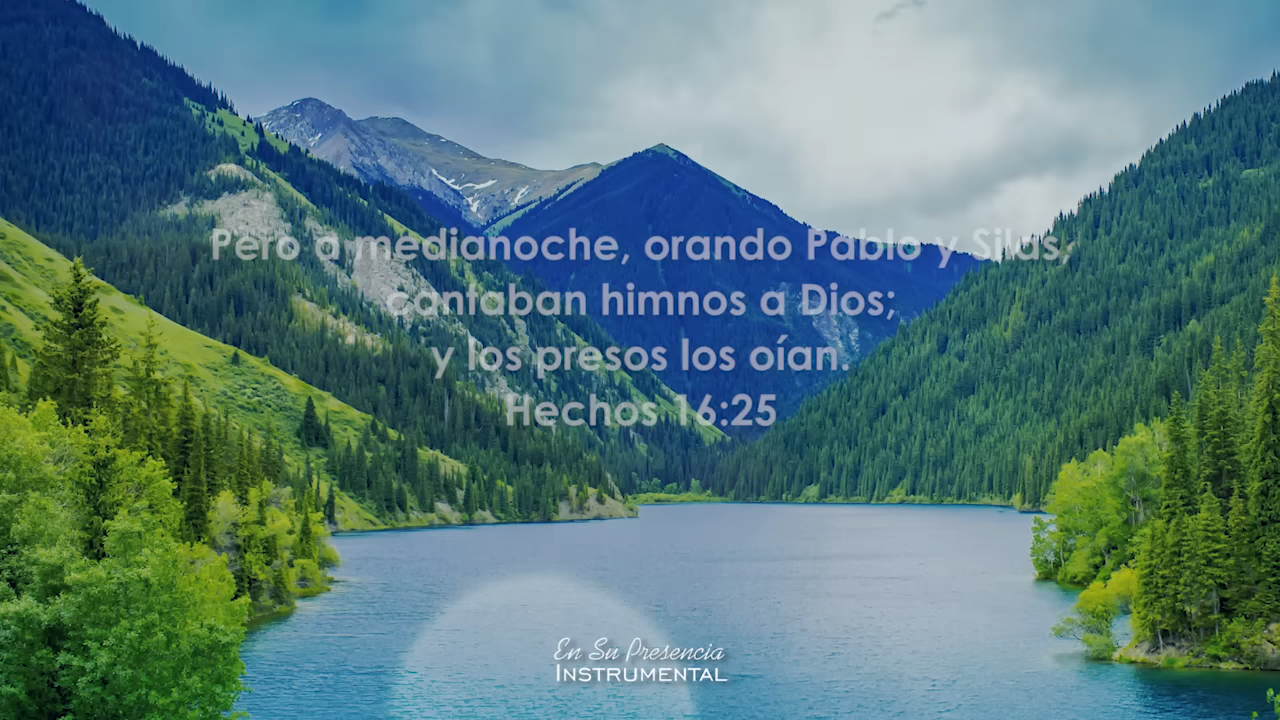 Pero a medianoche, orando Pablo y Silas,
cantaban himnos a Dios;
y los presos los oían.
Hechos 16:25
En Su Presencia
INSTRUMENTAL